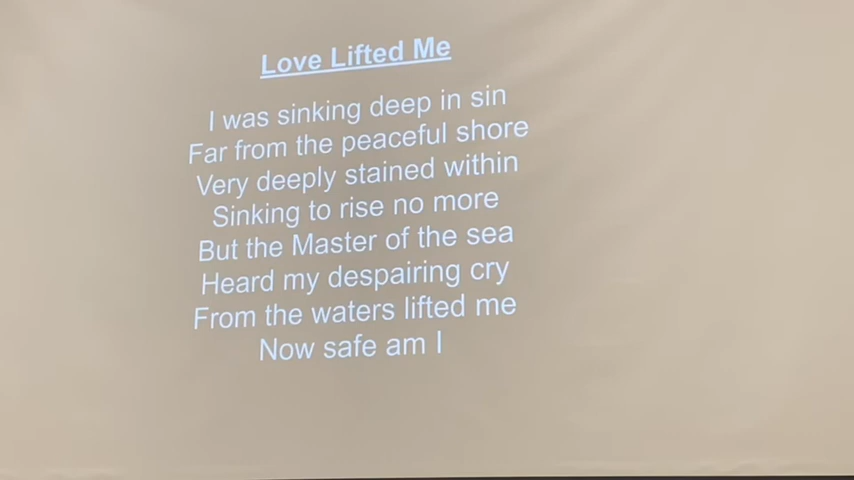 Love Lifted Me
I was sinking deep in sin
Far from the peaceful shore
Very deeply stained within
Sinking to rise no more
But the Master of the sea
Heard my despairing cry
From the waters lifted me
Now safe am I